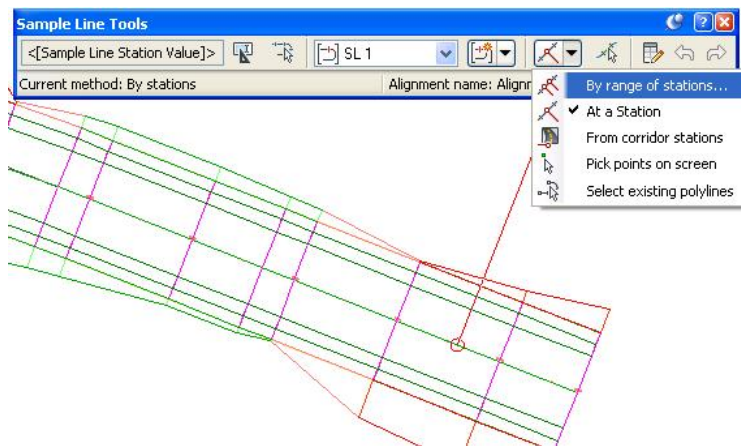 Sample Line Tools
<[Sample Line Station Value]>
SL 1
Current method: By stations
Alignment name: Alignr
By range of stations...
At a Station
From corridor stations
Pick points on screen
Select existing polylines